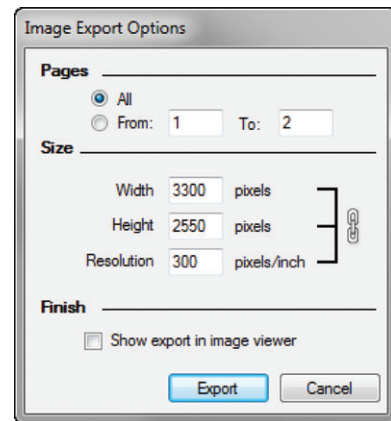 Image Export Options
Pages
All
From: 1 To: 2
Size
Width 3300 pixels
Height 2550 pixels
Resolution 300 pixels/inch
Finish
Show export in image viewer
Export Cancel